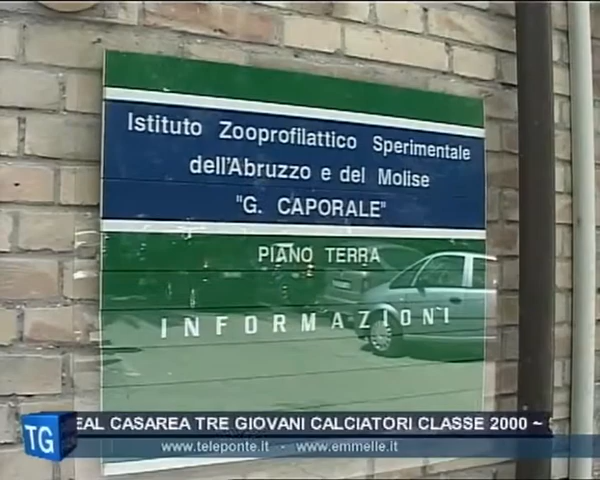 Istituto Zooprofilattico Sperimentale
dell'Abruzzo e del Molise
"G. CAPORALE"
PIANO TERRA
INFORMAZIONI
TG
EAL CASAREA TRE GIOVANI CALCIATORI CLASSE 2000 ~
www.teleponte.it - www.emmelle.it